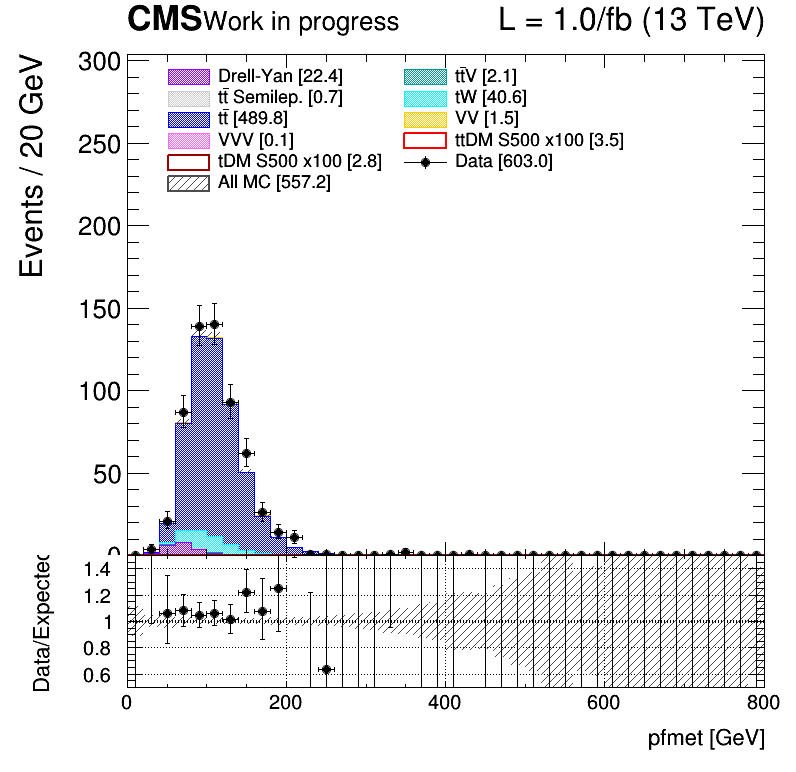 CMS Work in progress L = 1.0/fb (13 TeV)
Events / 20 GeV
300
250
200
150
100
50
0
Drell-Yan [22.4]
tt̄ Semilep. [0.7]
tt̄ [489.8]
VVV [0.1]
tDM S500 x100 [2.8]
All MC [557.2]
tt̄V [2.1]
tW [40.6]
VV [1.5]
ttDM S500 x100 [3.5]
Data [603.0]
Data/Expected
1.4
1.2
1
0.8
0.6
0 200 400 600 800
pfmet [GeV]